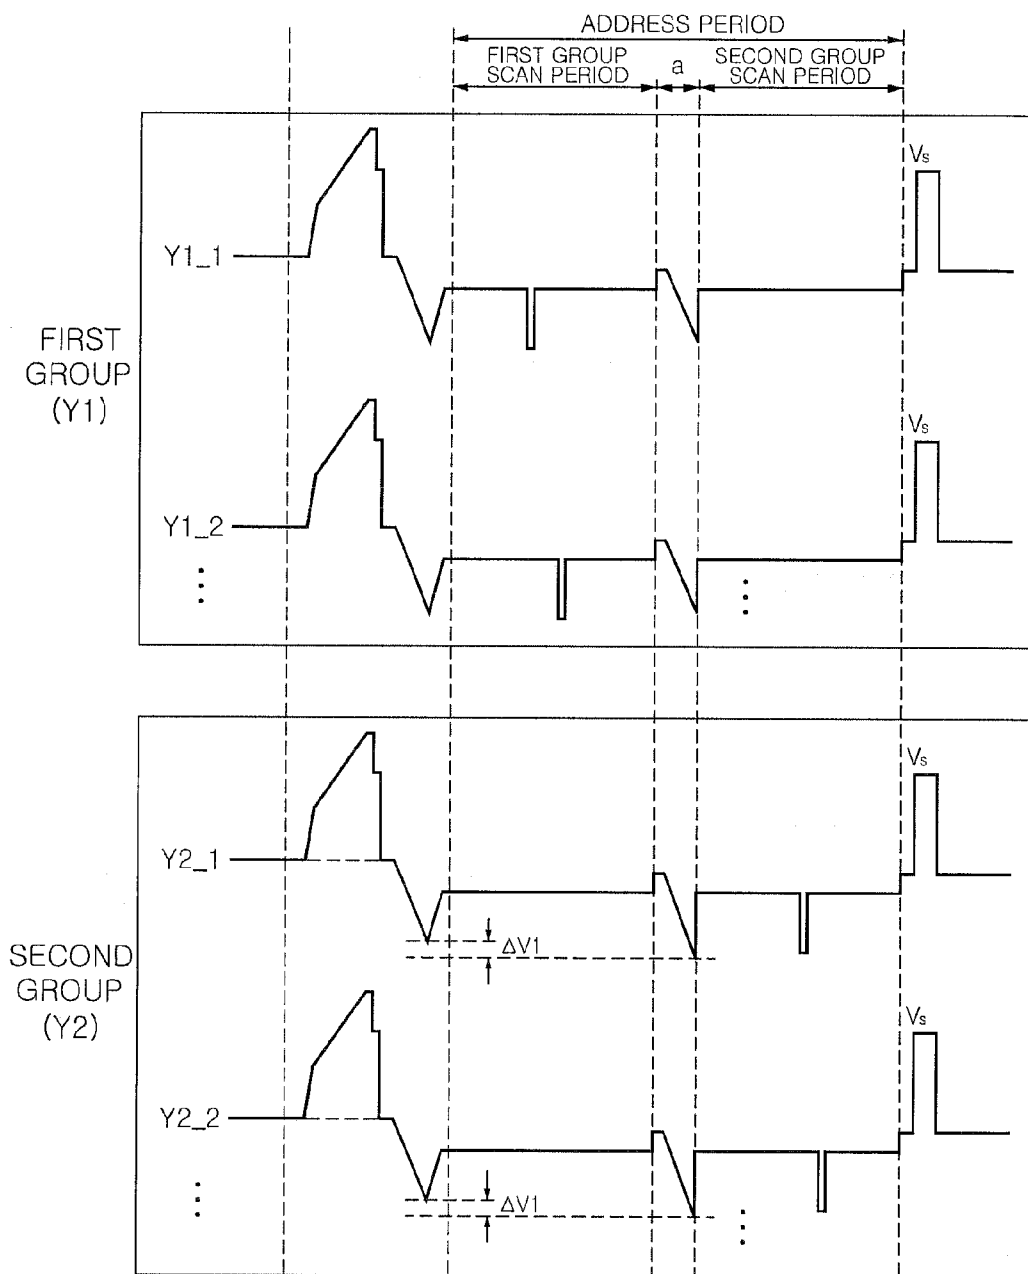 ADDRESS PERIOD
FIRST GROUP
SCAN PERIOD
a
SECOND GROUP
SCAN PERIOD
Vs
Y1_1
FIRST
GROUP
(Y1)
Vs
Y1_2
Vs
Y2_1
ΔV1
SECOND
GROUP
(Y2)
Vs
Y2_2
ΔV1